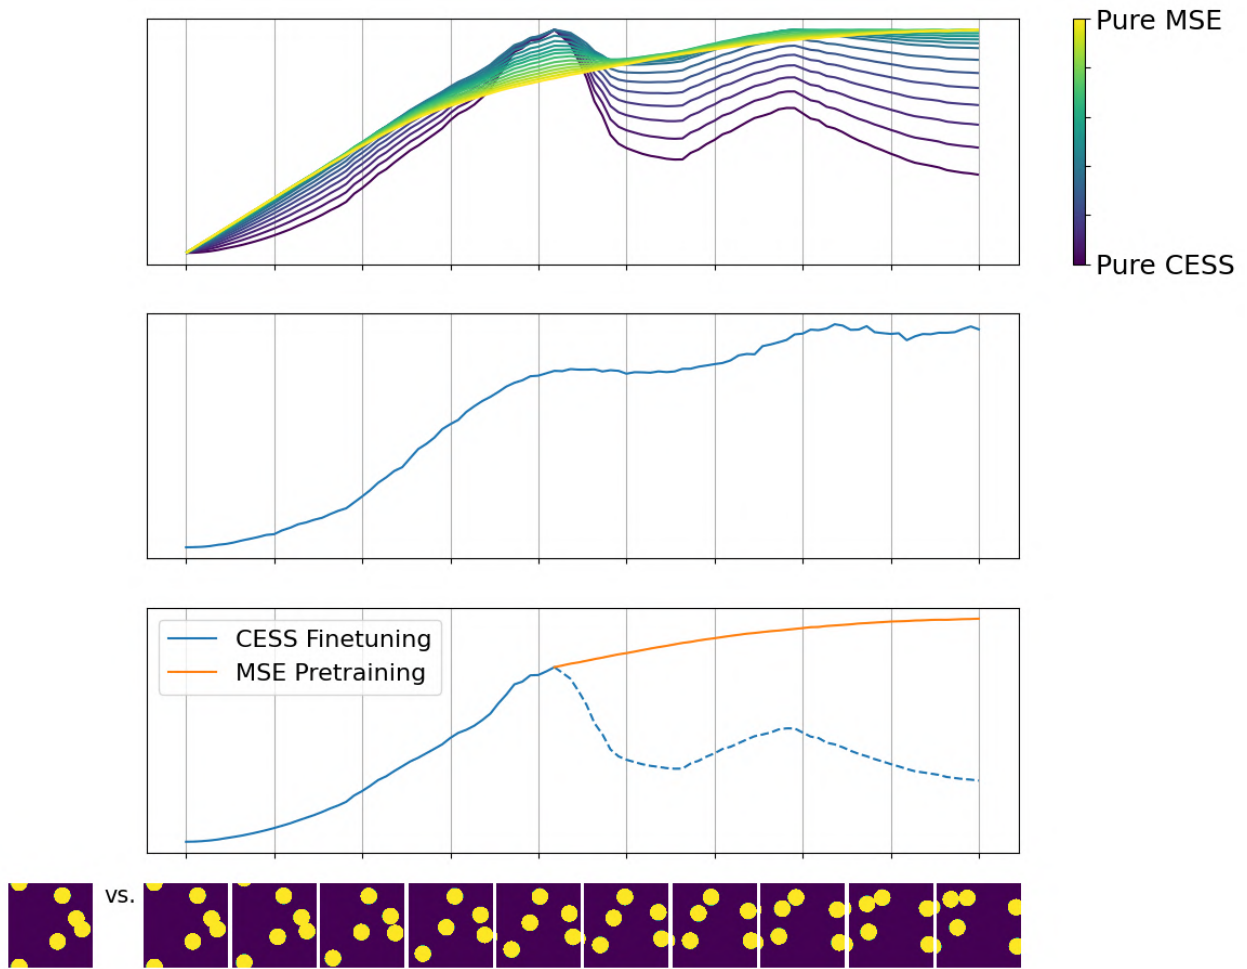 Pure MSE
Pure CESS
CESS Finetuning
MSE Pretraining
vs.